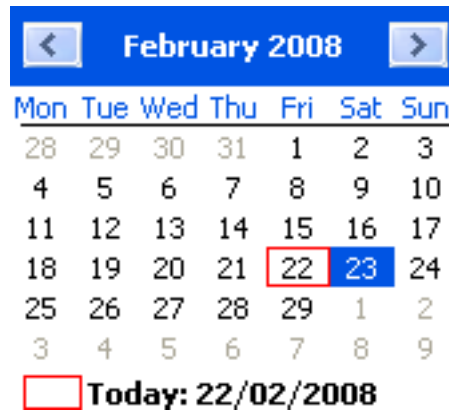 February 2008
Mon Tue Wed Thu Fri Sat Sun
28 29 30 31 1 2 3
4 5 6 7 8 9 10
11 12 13 14 15 16 17
18 19 20 21 22 23 24
25 26 27 28 29 1 2
3 4 5 6 7 8 9
Today: 22/02/2008